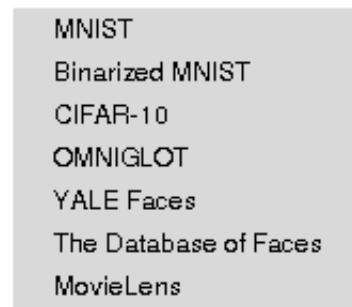 MNIST
Binarized MNIST
CIFAR-10
OMNIGLOT
YALE Faces
The Database of Faces
MovieLens